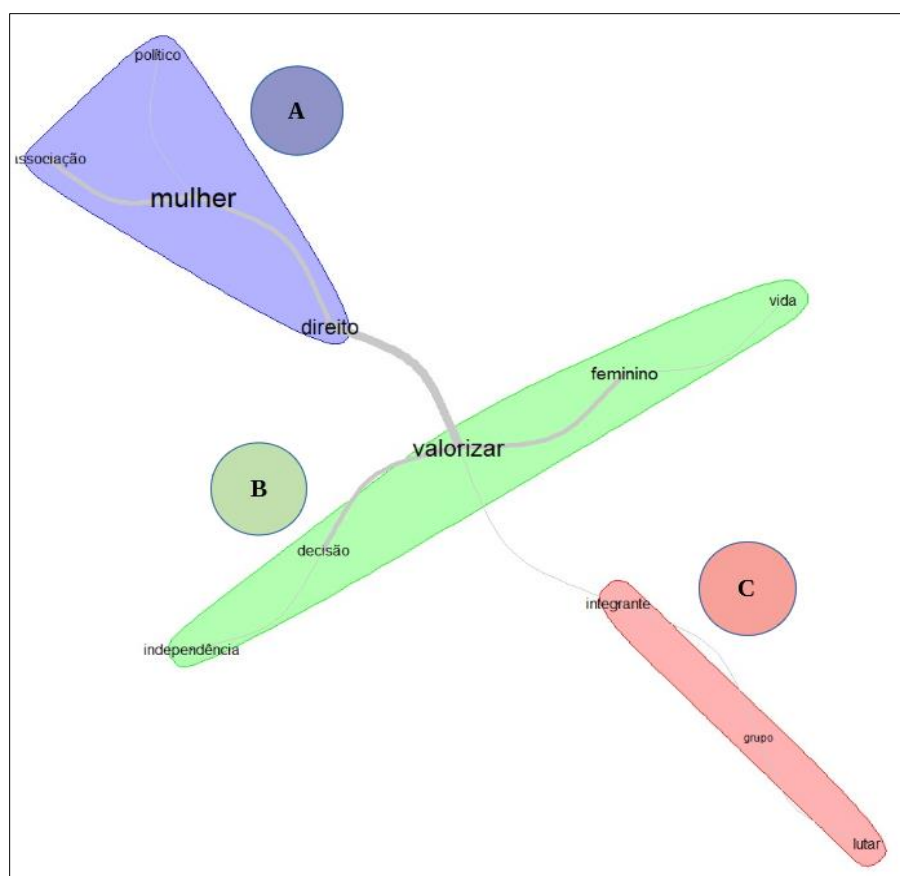 político
A
ssociação
mulher
direito
vida
feminino
valorizar
B
decisão
C
integrante
independência
grupo
lutar